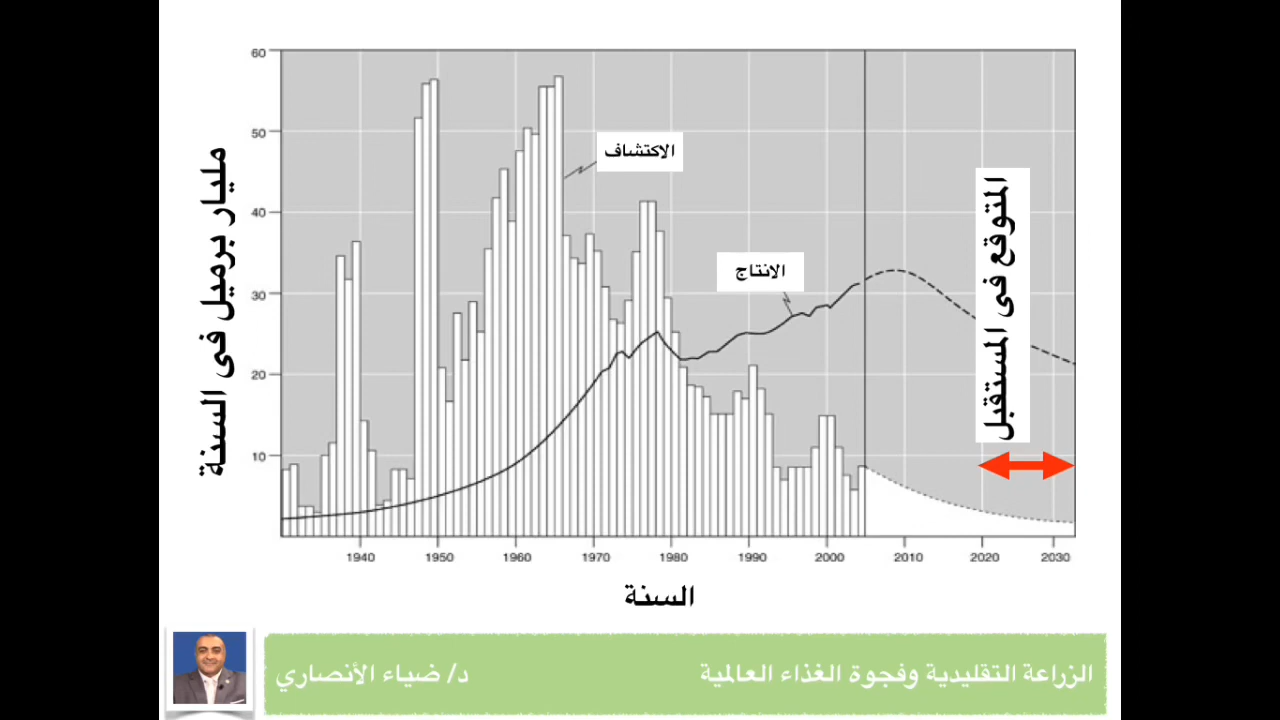 60
50
40
30
20
10
مليار برميل فى السنة
الاكتشاف
الانتاج
المتوقع فى المستقبل
1940 1950 1960 1970 1980 1990 2000 2010 2020 2030
السنة
الزراعة التقليدية وفجوة الغذاء العالمية
د/ ضياء الأنصاري